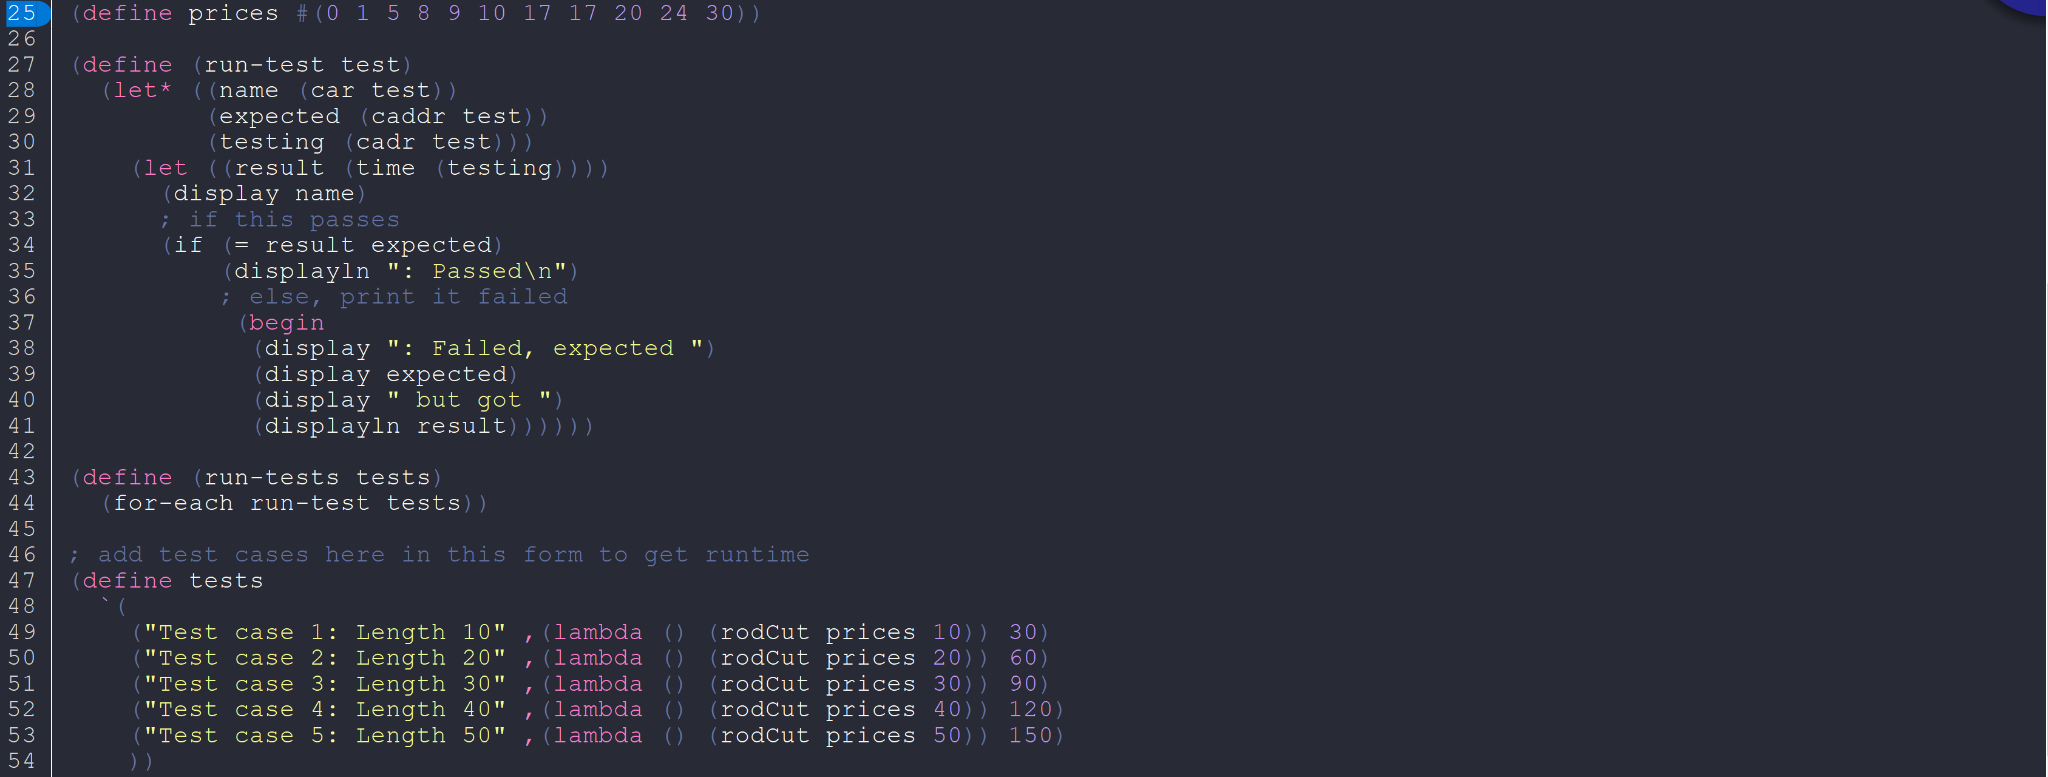 25 (define prices #(0 1 5 8 9 10 17 17 20 24 30))
26
27 (define (run-test test)
28   (let* ((name (car test))
29          (expected (caddr test))
30          (testing (cadr test)))
31     (let ((result (time (testing))))
32       (display name)
33       ; if this passes
34       (if (= result expected)
35           (displayln ": Passed\n")
36           ; else, print it failed
37            (begin
38             (display ": Failed, expected ")
39             (display expected)
40             (display " but got ")
41             (displayln result))))))
42
43 (define (run-tests tests)
44   (for-each run-test tests))
45
46 ; add test cases here in this form to get runtime
47 (define tests
48   `(
49     ("Test case 1: Length 10" ,(lambda () (rodCut prices 10)) 30)
50     ("Test case 2: Length 20" ,(lambda () (rodCut prices 20)) 60)
51     ("Test case 3: Length 30" ,(lambda () (rodCut prices 30)) 90)
52     ("Test case 4: Length 40" ,(lambda () (rodCut prices 40)) 120)
53     ("Test case 5: Length 50" ,(lambda () (rodCut prices 50)) 150)
54     ))